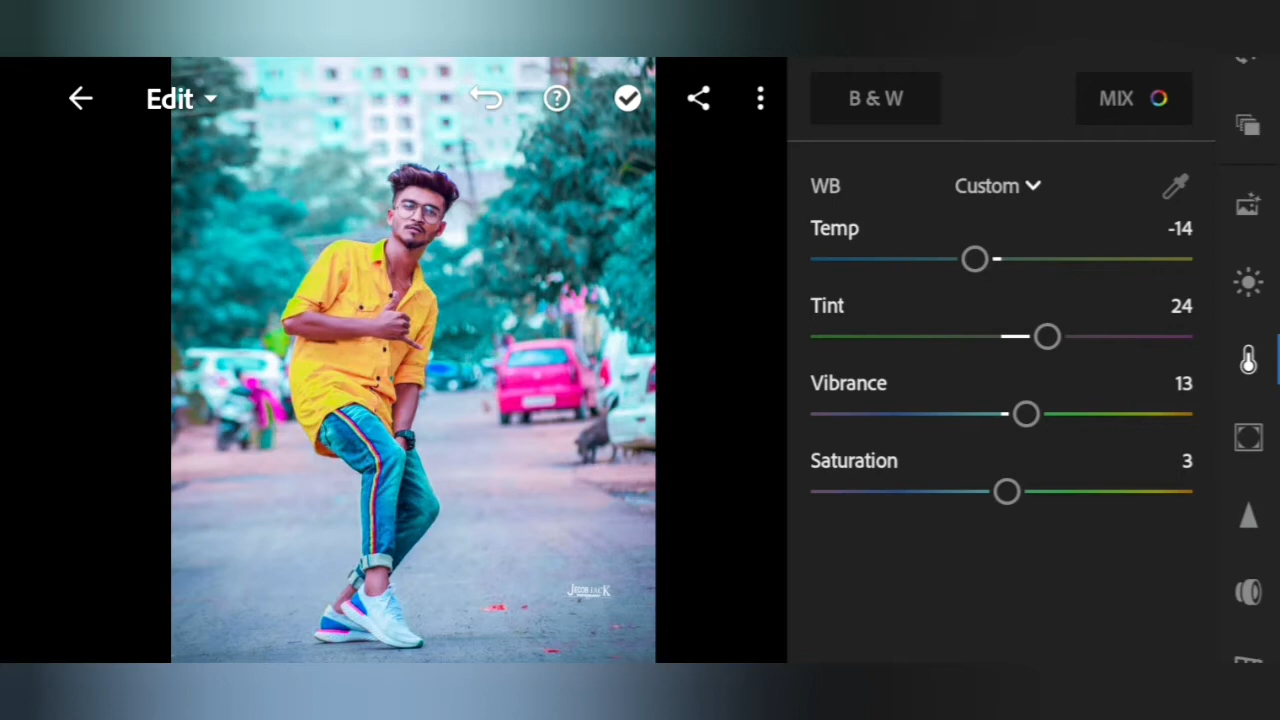 Edit
B & W
MIX
WB
Custom
Temp
-14
Tint
24
Vibrance
13
Saturation
3